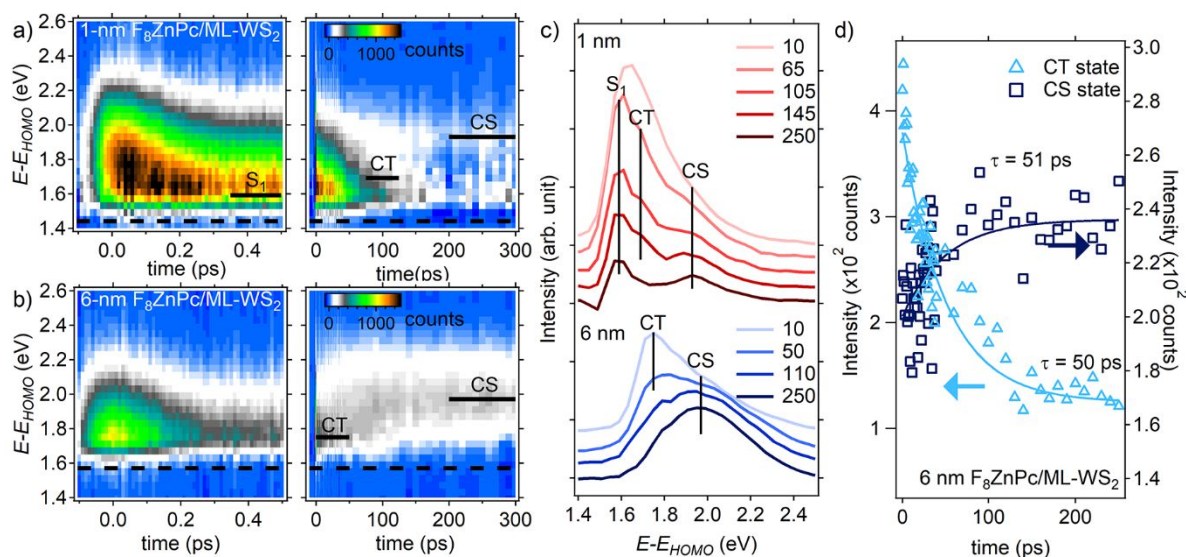 a)
1-nm F₈ZnPc/ML-WS₂
0 1000
counts
E-E_HOMO (eV)
2.6
2.4
2.2
2.0
1.8
1.6
1.4
S₁
CT
CS
0.0 0.2 0.4
time (ps)
0 100 200 300
time(ps)
b)
6-nm F₈ZnPc/ML-WS₂
0 1000
counts
E-E_HOMO (eV)
2.6
2.4
2.2
2.0
1.8
1.6
1.4
CT
CS
0.0 0.2 0.4
time (ps)
0 100 200 300
time (ps)
c)
1 nm
10
65
105
145
250
S₁
CT
CS
Intensity (arb. unit)
6 nm
10
50
110
250
CT
CS
1.4 1.6 1.8 2.0 2.2 2.4
E-E_HOMO (eV)
d)
CT state
CS state
τ = 51 ps
τ = 50 ps
6 nm F₈ZnPc/ML-WS₂
Intensity (x10² counts)
4
3
2
1
3.0
2.8
2.6
2.4
2.2
2.0
1.8
1.6
1.4
Intensity (x10² counts)
0 100 200
time (ps)